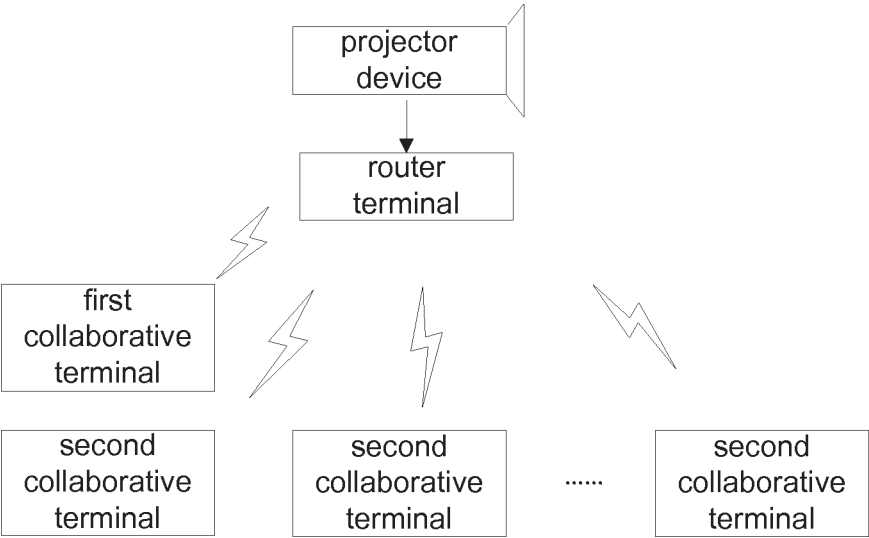 projector
device
router
terminal
first
collaborative
terminal
second
collaborative
terminal
second
collaborative
terminal
......
second
collaborative
terminal